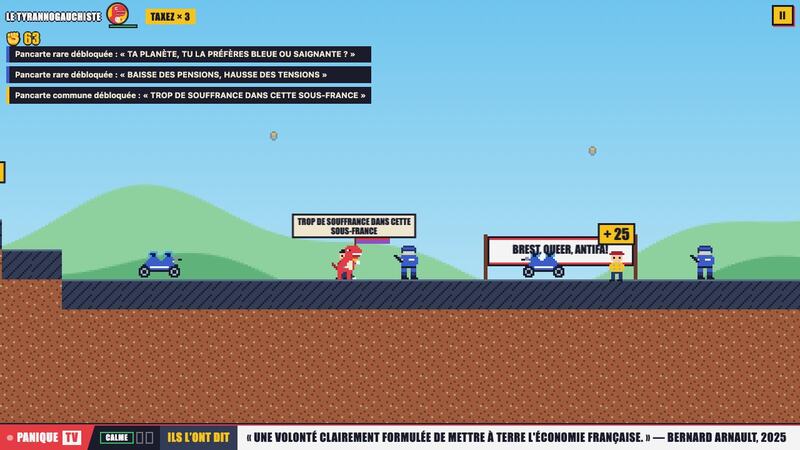 LE TYRANNOGAUCHISTE
TAXEZ × 3
63
Pancarte rare débloquée : « TA PLANÈTE, TU LA PRÉFÈRES BLEUE OU SAIGNANTE ? »
Pancarte rare débloquée : « BAISSE DES PENSIONS, HAUSSE DES TENSIONS »
Pancarte commune débloquée : « TROP DE SOUFFRANCE DANS CETTE SOUS-FRANCE »
TROP DE SOUFFRANCE DANS CETTE
SOUS-FRANCE
+ 25
BREST, QUEER, ANTIFA!
PANIQUE TV
CALME
ILS L'ONT DIT
« UNE VOLONTÉ CLAIREMENT FORMULÉE DE METTRE À TERRE L'ÉCONOMIE FRANÇAISE. » — BERNARD ARNAULT, 2025